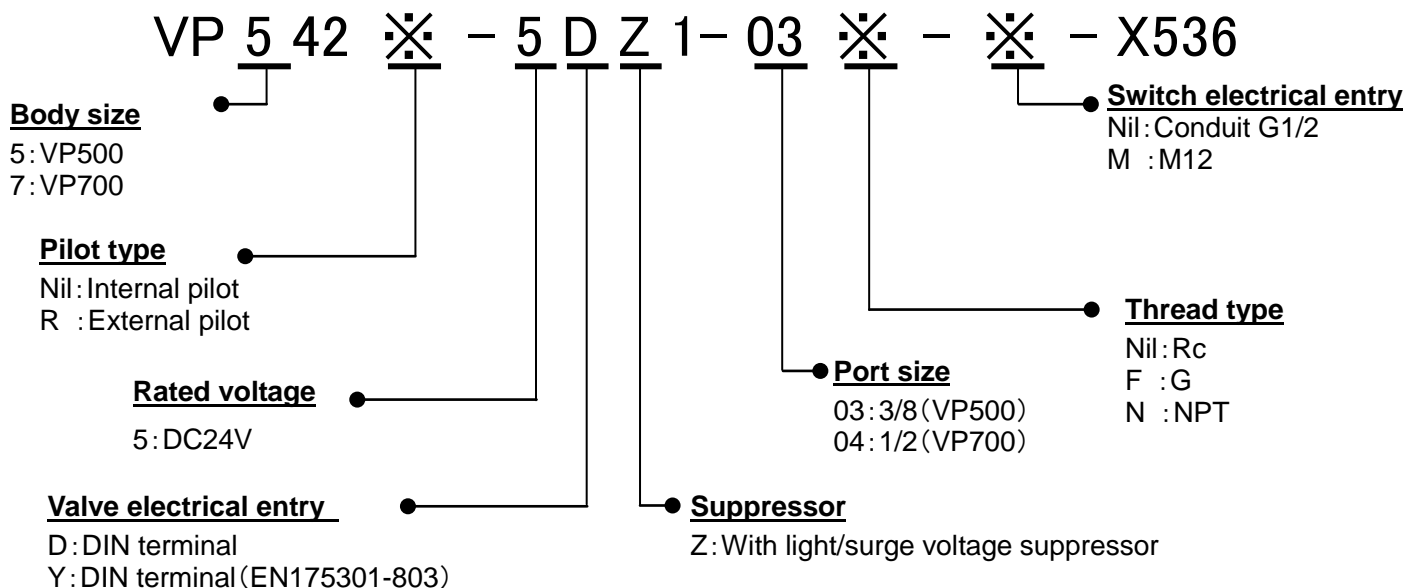 VP 5 42 ※ - 5 D Z 1- 03 ※ - ※ - X536
Body size
5:VP500
7:VP700
Switch electrical entry
Nil:Conduit G1/2
M :M12
Pilot type
Nil:Internal pilot
R :External pilot
Thread type
Nil:Rc
F :G
N :NPT
Rated voltage
5:DC24V
Port size
03:3/8(VP500)
04:1/2(VP700)
Valve electrical entry
D:DIN terminal
Y:DIN terminal(EN175301-803)
Suppressor
Z:With light/surge voltage suppressor